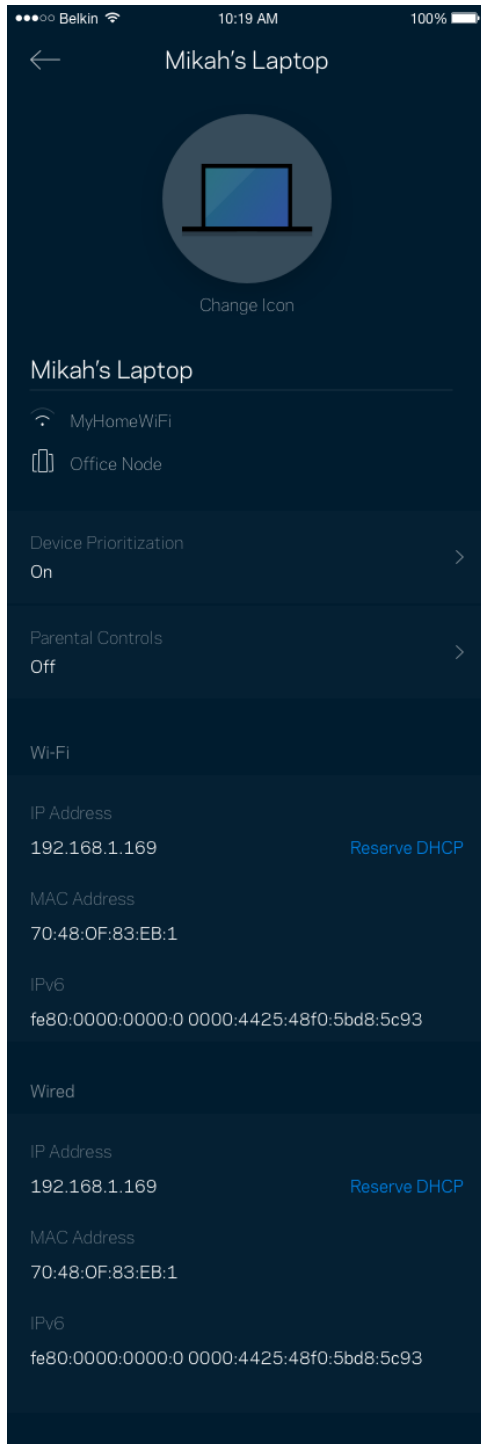 Belkin 10:19 AM 100%
Mikah's Laptop
Change Icon
Mikah's Laptop
MyHomeWiFi
Office Node
Device Prioritization
On
Parental Controls
Off
Wi-Fi
IP Address
192.168.1.169 Reserve DHCP
MAC Address
70:48:0F:83:EB:1
IPv6
fe80:0000:0000:0 0000:4425:48f0:5bd8:5c93
Wired
IP Address
192.168.1.169 Reserve DHCP
MAC Address
70:48:0F:83:EB:1
IPv6
fe80:0000:0000:0 0000:4425:48f0:5bd8:5c93